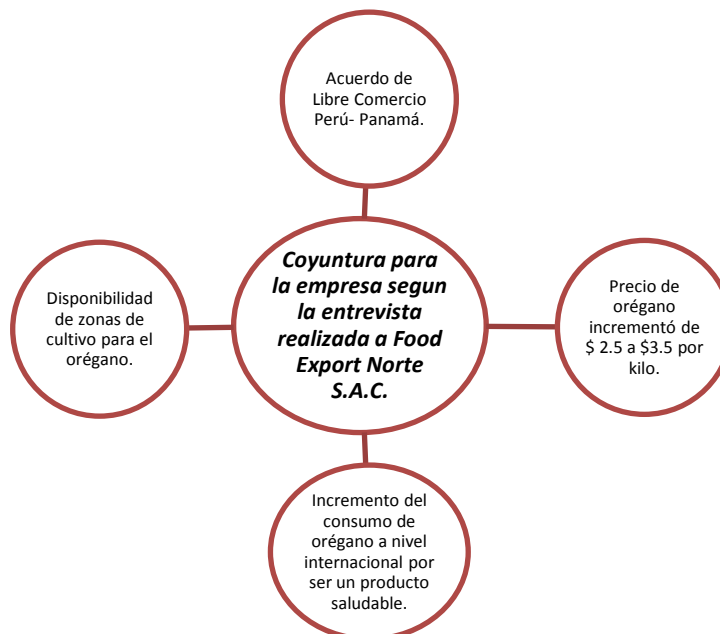 Acuerdo de
Libre Comercio
Perú- Panamá.
Coyuntura para
la empresa segun
la entrevista
realizada a Food
Export Norte
S.A.C.
Disponibilidad
de zonas de
cultivo para el
orégano.
Precio de
orégano
incrementó de
$ 2.5 a $3.5 por
kilo.
Incremento del
consumo de
orégano a nivel
internacional por
ser un producto
saludable.